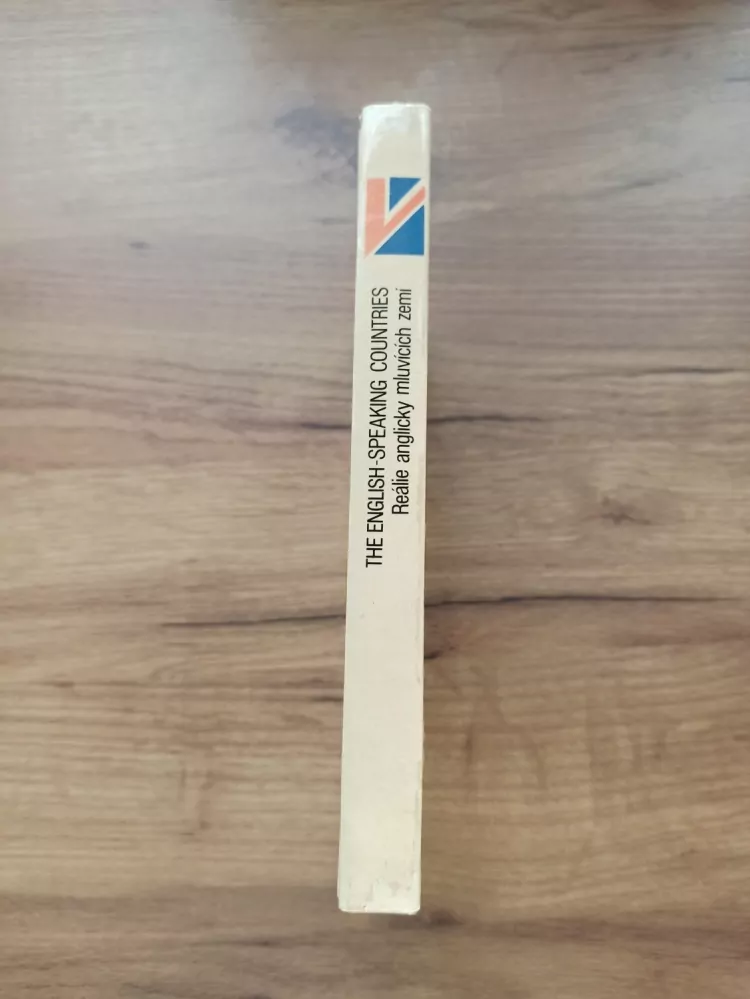 THE ENGLISH-SPEAKING COUNTRIES
Reálie anglicky mluvících zemí